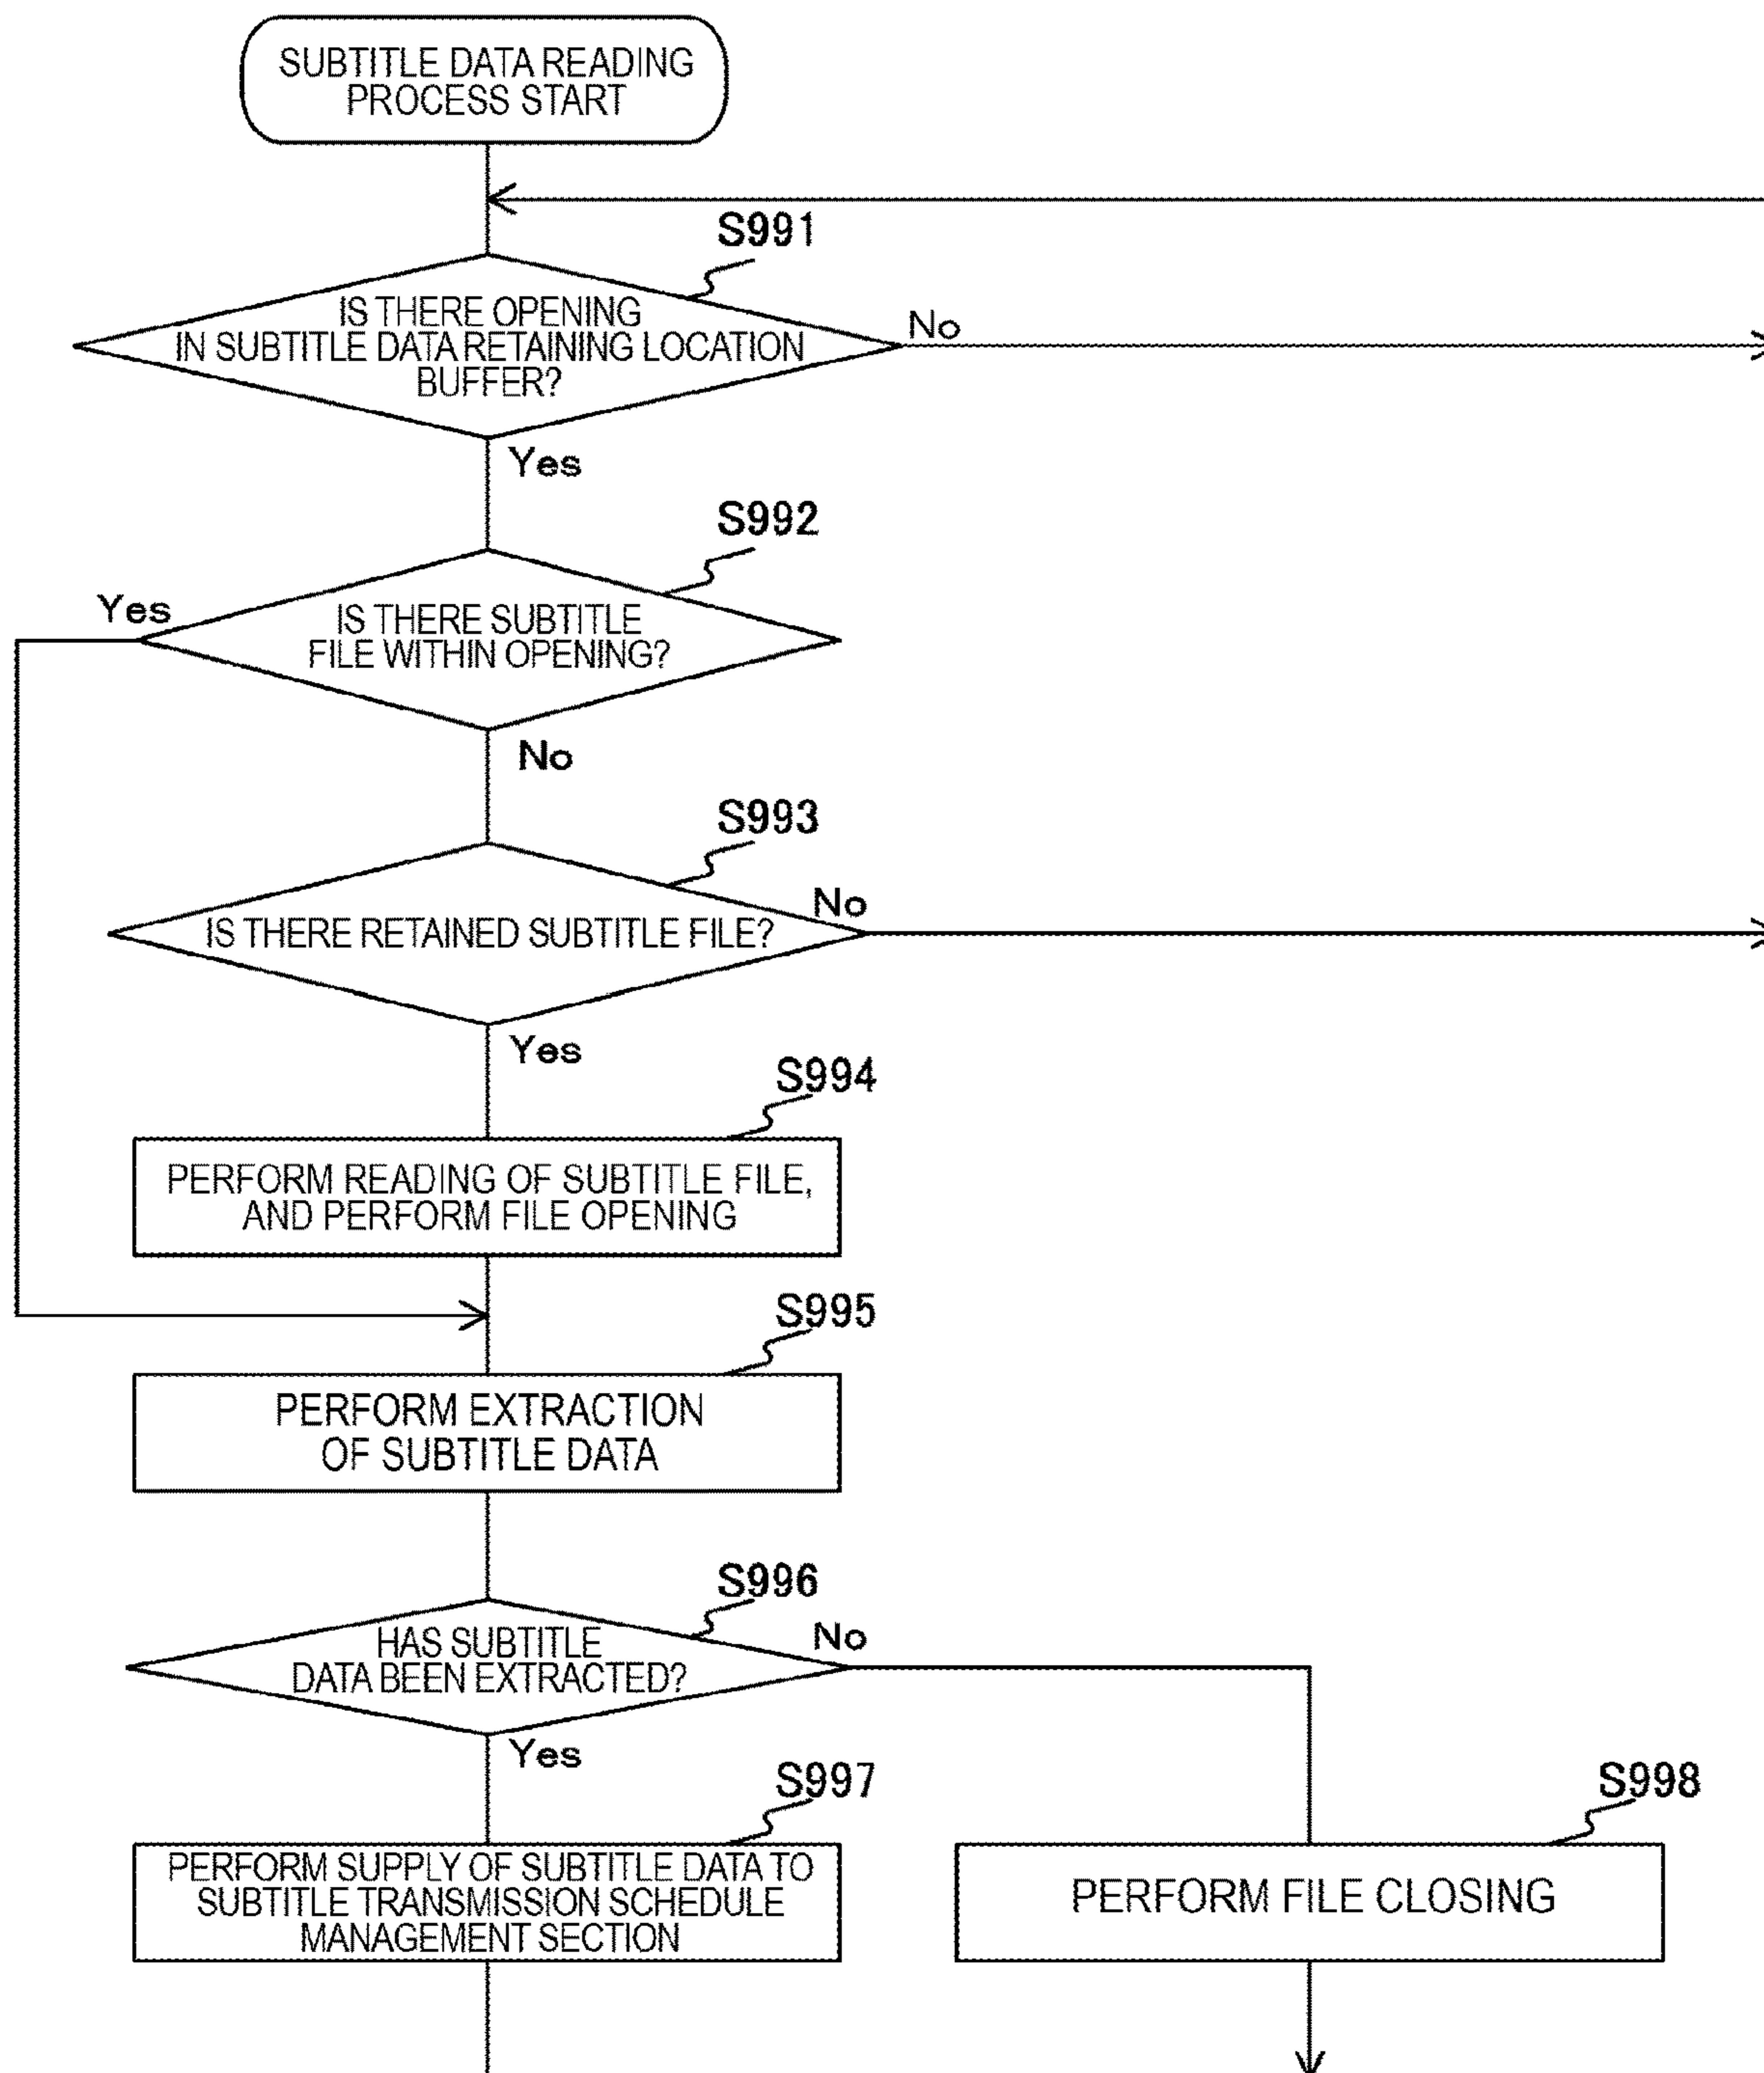 SUBTITLE DATA READING
PROCESS START
S991
IS THERE OPENING
IN SUBTITLE DATA RETAINING LOCATION
BUFFER?
No
Yes
S992
Yes
IS THERE SUBTITLE
FILE WITHIN OPENING?
No
S993
IS THERE RETAINED SUBTITLE FILE?
No
Yes
S994
PERFORM READING OF SUBTITLE FILE,
AND PERFORM FILE OPENING
S995
PERFORM EXTRACTION
OF SUBTITLE DATA
S996
HAS SUBTITLE
DATA BEEN EXTRACTED?
No
Yes
S997
PERFORM SUPPLY OF SUBTITLE DATA TO
SUBTITLE TRANSMISSION SCHEDULE
MANAGEMENT SECTION
S998
PERFORM FILE CLOSING